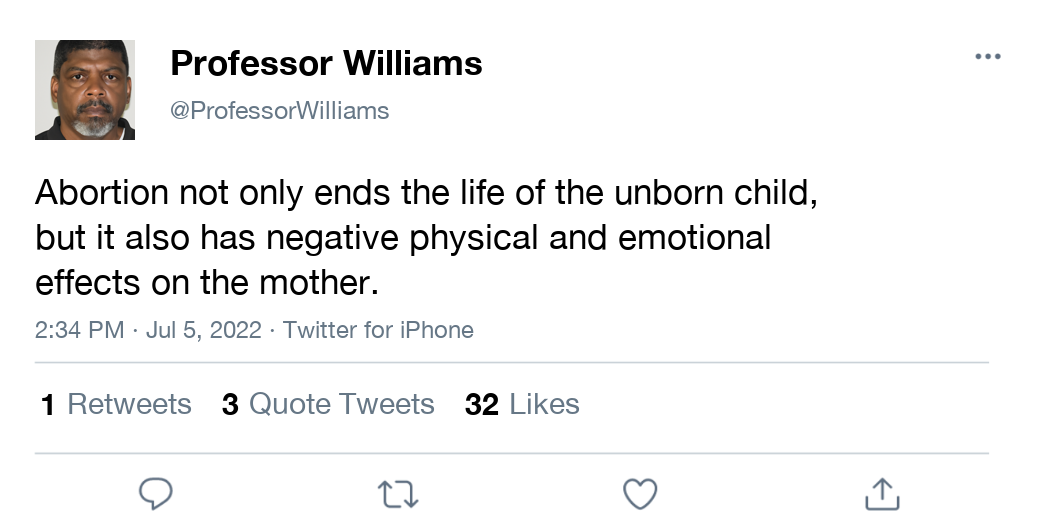 Professor Williams
@ProfessorWilliams
Abortion not only ends the life of the unborn child,
but it also has negative physical and emotional
effects on the mother.
2:34 PM · Jul 5, 2022 · Twitter for iPhone
1 Retweets 3 Quote Tweets 32 Likes